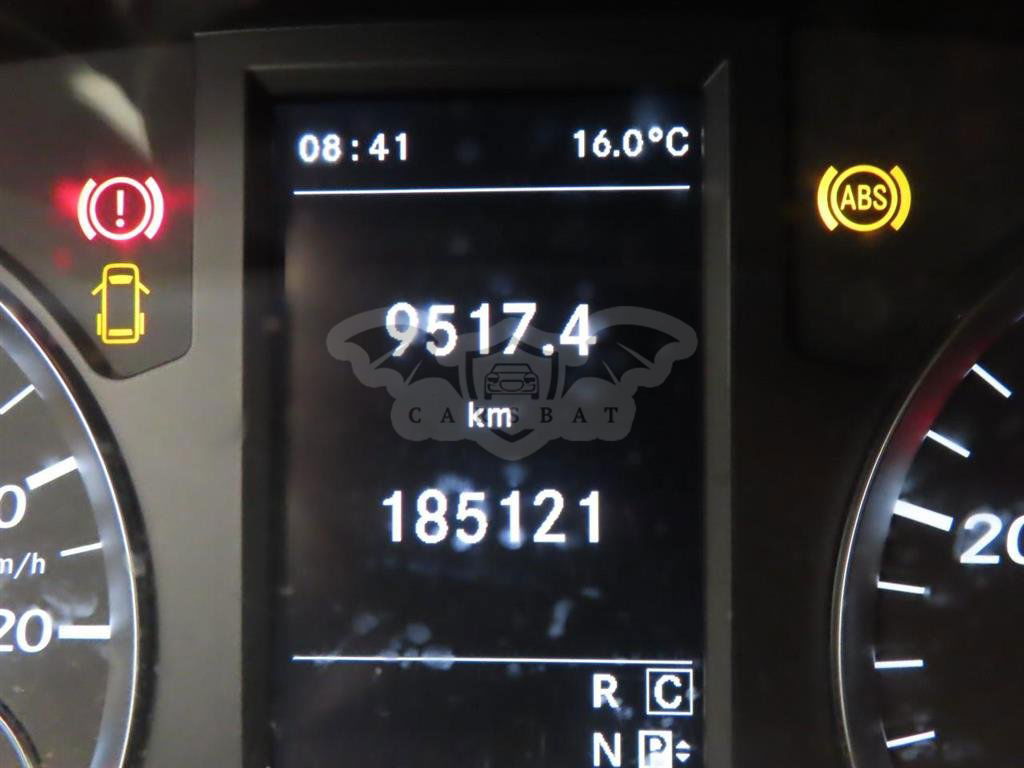 08:41 16.0°C
!
ABS
9517.4
km
CARSBAT
185121
m/h
20
20
R C
N P